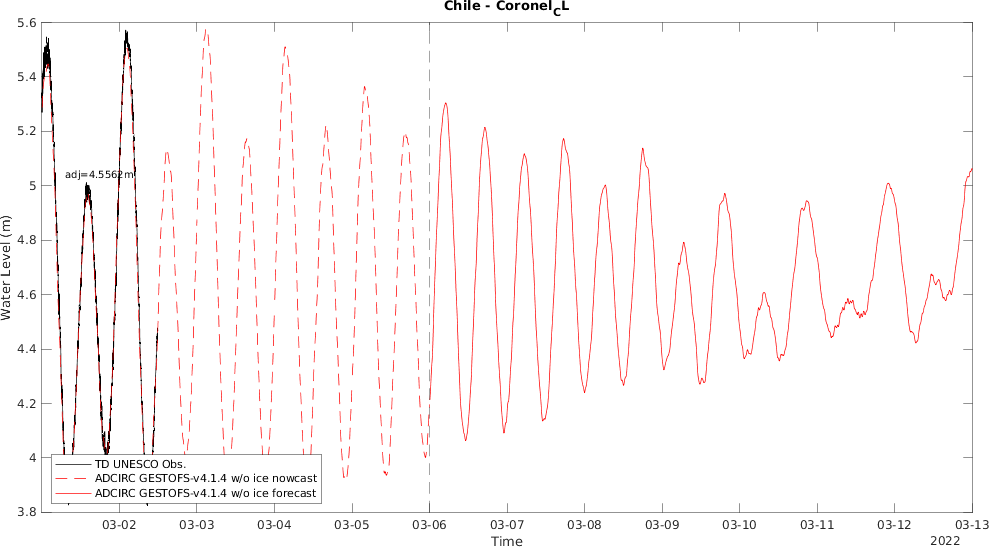 Chile - Coronel_CL
5.6
5.4
5.2
5
4.8
4.6
4.4
4.2
4
3.8
Water Level (m)
adj=4.5562m
TD UNESCO Obs.
ADCIRC GESTOFS-v4.1.4 w/o ice nowcast
ADCIRC GESTOFS-v4.1.4 w/o ice forecast
03-02 03-03 03-04 03-05 03-06 03-07 03-08 03-09 03-10 03-11 03-12 03-13
Time
2022